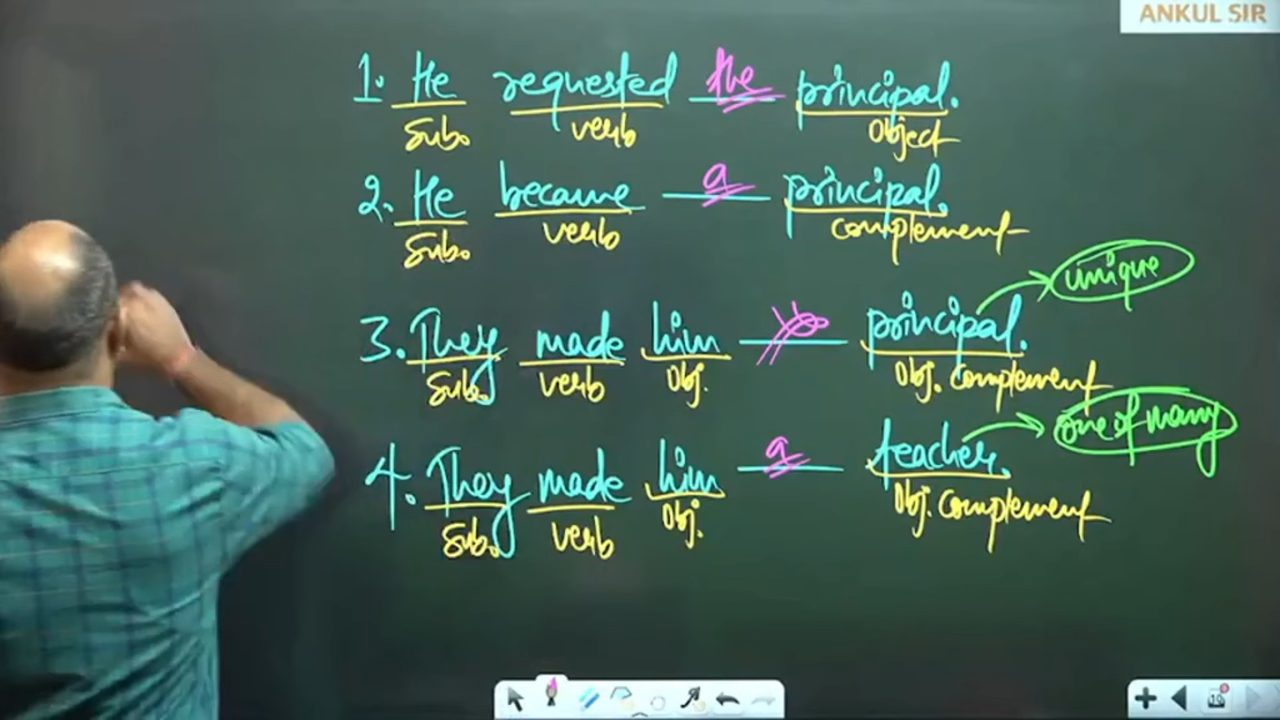 ANKUL SIR
1. He requested the principal.
Sub. verb Object
2. He became a principal.
Sub. verb complement
unique
3. They made him principal.
Sub. verb Obj. Obj. complement
one of many
4. They made him a teacher.
Sub. verb Obj. Obj. complement